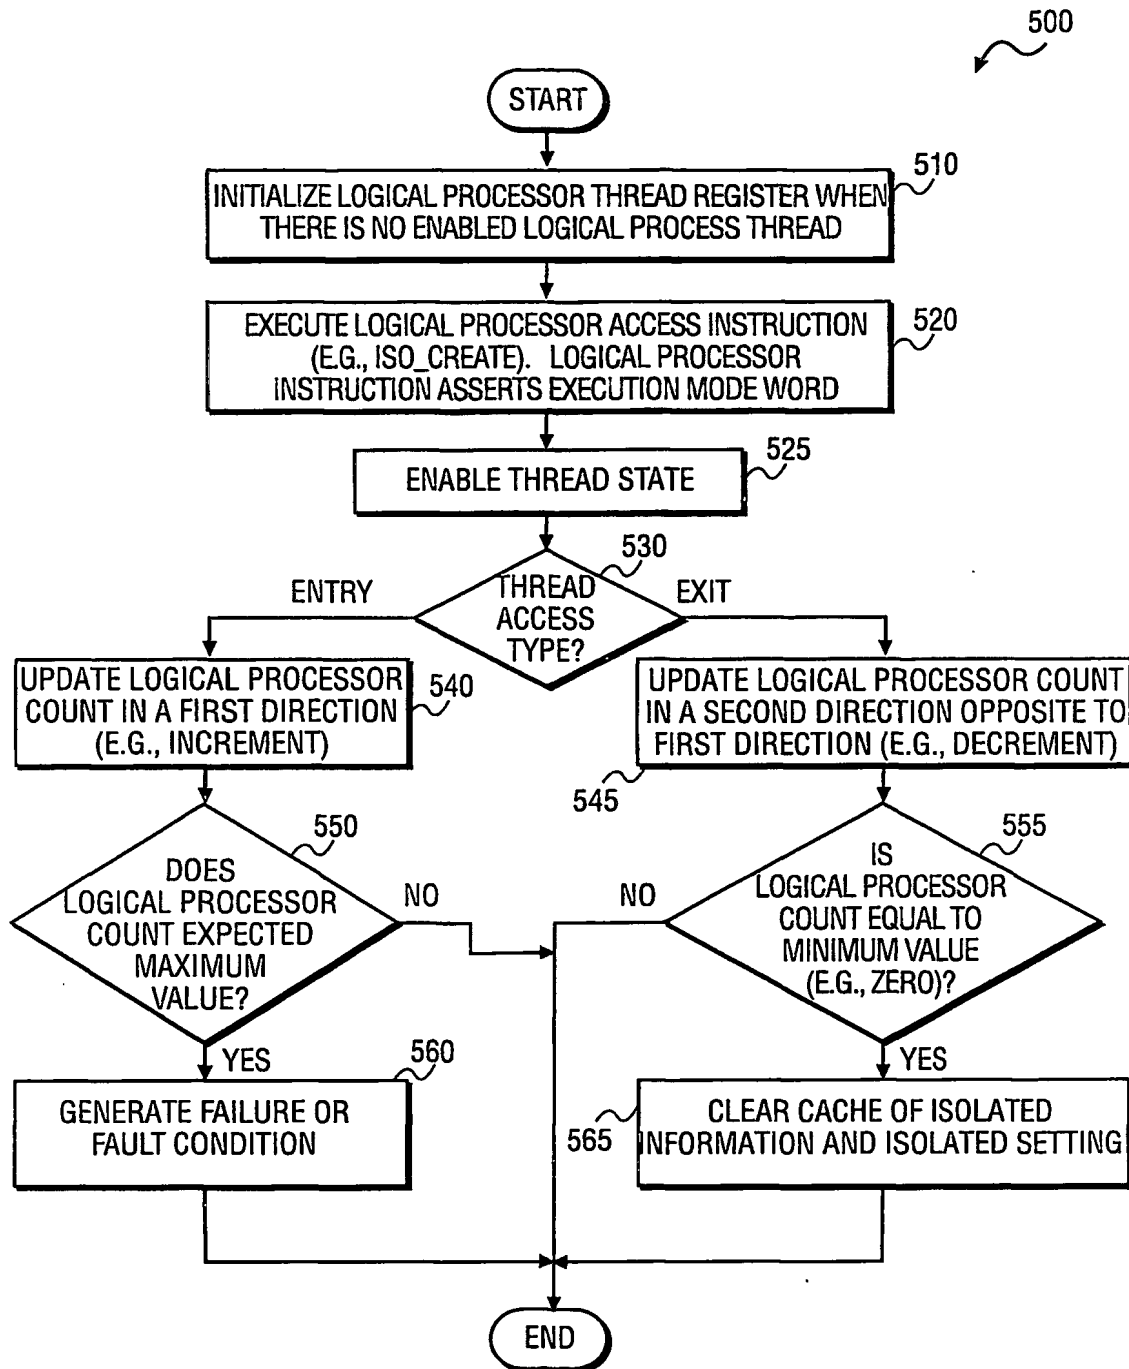 500
START
510
INITIALIZE LOGICAL PROCESSOR THREAD REGISTER WHEN
THERE IS NO ENABLED LOGICAL PROCESS THREAD
EXECUTE LOGICAL PROCESSOR ACCESS INSTRUCTION
(E.G., ISO_CREATE). LOGICAL PROCESSOR
INSTRUCTION ASSERTS EXECUTION MODE WORD
520
ENABLE THREAD STATE
525
530
THREAD
ACCESS
TYPE?
ENTRY
EXIT
UPDATE LOGICAL PROCESSOR
COUNT IN A FIRST DIRECTION
(E.G., INCREMENT)
540
UPDATE LOGICAL PROCESSOR COUNT
IN A SECOND DIRECTION OPPOSITE TO
FIRST DIRECTION (E.G., DECREMENT)
545
550
DOES
LOGICAL PROCESSOR
COUNT EXPECTED
MAXIMUM
VALUE?
NO
555
IS
LOGICAL PROCESSOR
COUNT EQUAL TO
MINIMUM VALUE
(E.G., ZERO)?
NO
YES
560
GENERATE FAILURE OR
FAULT CONDITION
YES
565
CLEAR CACHE OF ISOLATED
INFORMATION AND ISOLATED SETTING
END